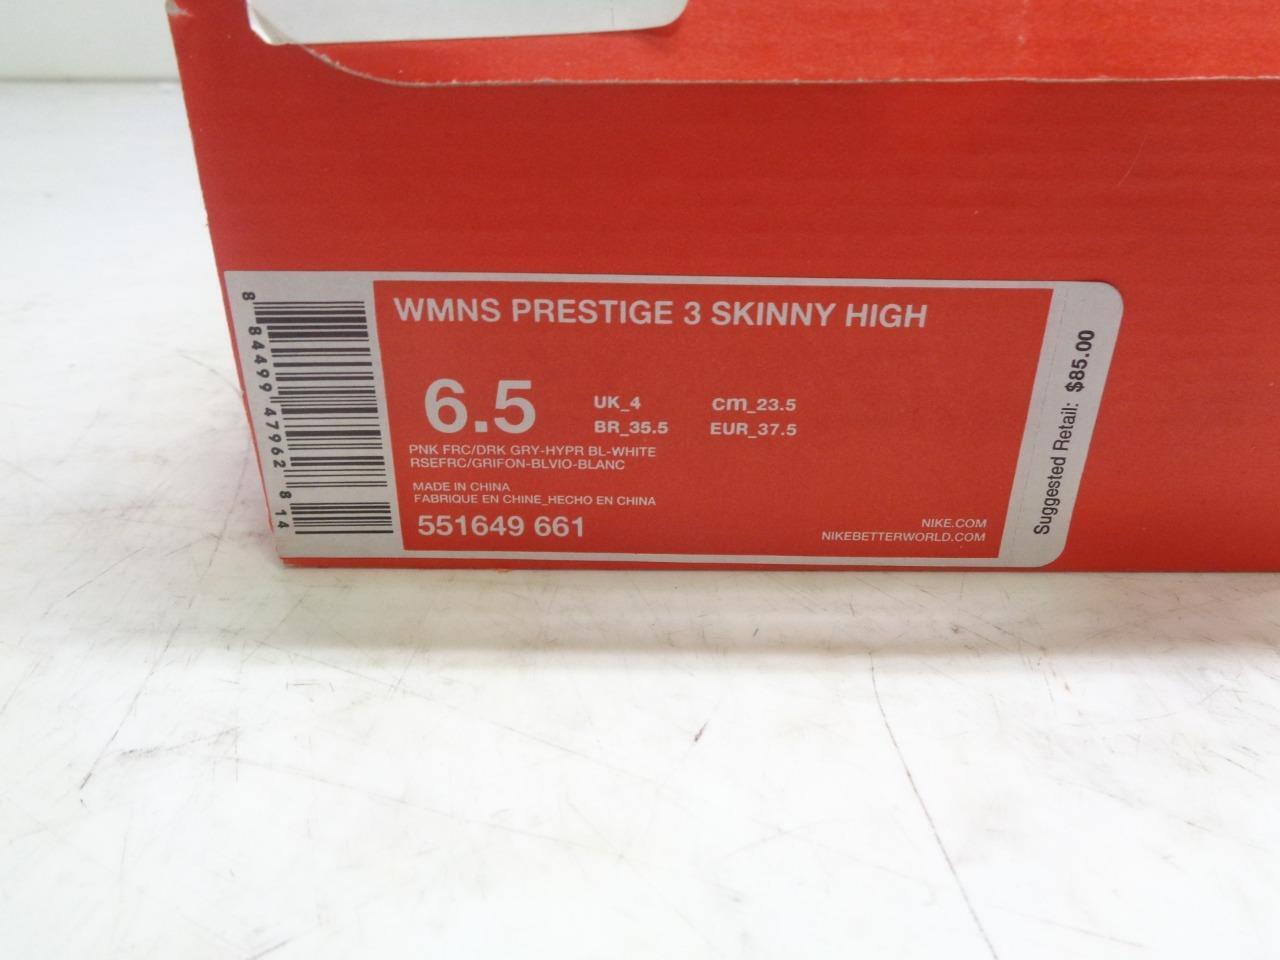 WMNS PRESTIGE 3 SKINNY HIGH
6.5
UK_4 cm_23.5
BR_35.5 EUR_37.5
PNK FRC/DRK GRY-HYPR BL-WHITE
RSEFRC/GRIFON-BLVIO-BLANC
MADE IN CHINA
FABRIQUE EN CHINE_HECHO EN CHINA
551649 661
NIKE.COM
NIKEBETTERWORLD.COM
8 84499 47962 8 14
Suggested Retail: $85.00